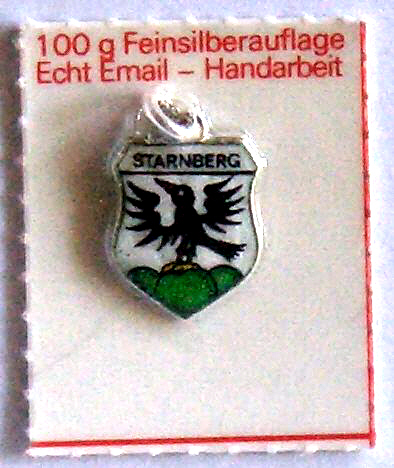 100 g Feinsilberauflage
Echt Email – Handarbeit
STARNBERG